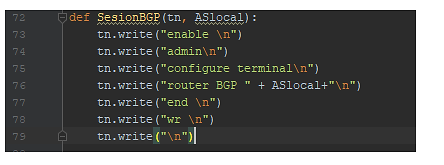 72 def SesionBGP(tn, ASlocal):
73 tn.write("enable \n")
74 tn.write("admin\n")
75 tn.write("configure terminal\n")
76 tn.write("router BGP " + ASlocal+"\n")
77 tn.write("end \n")
78 tn.write("wr \n")
79 tn.write("\n")